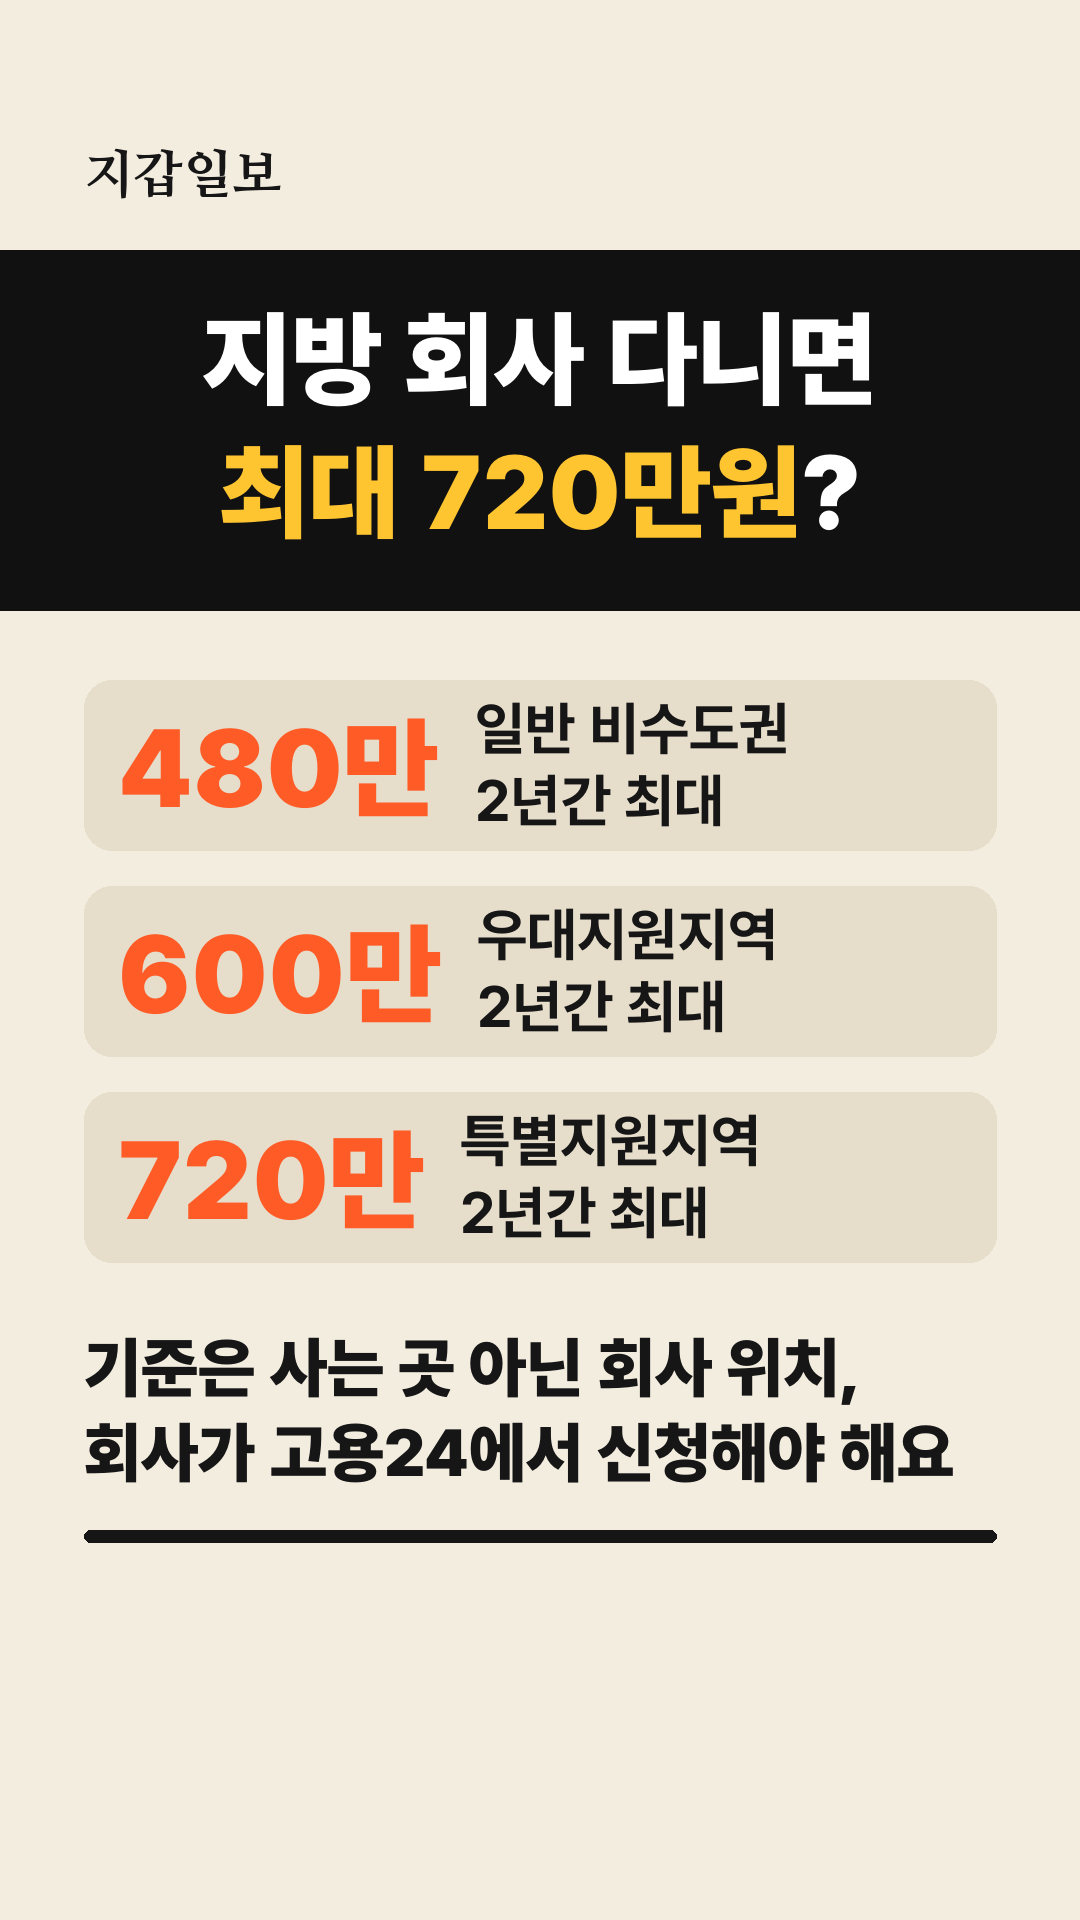 지갑일보
지방 회사 다니면
최대 720만원?
480만
일반 비수도권
2년간 최대
600만
우대지원지역
2년간 최대
720만
특별지원지역
2년간 최대
기준은 사는 곳 아닌 회사 위치,
회사가 고용24에서 신청해야 해요